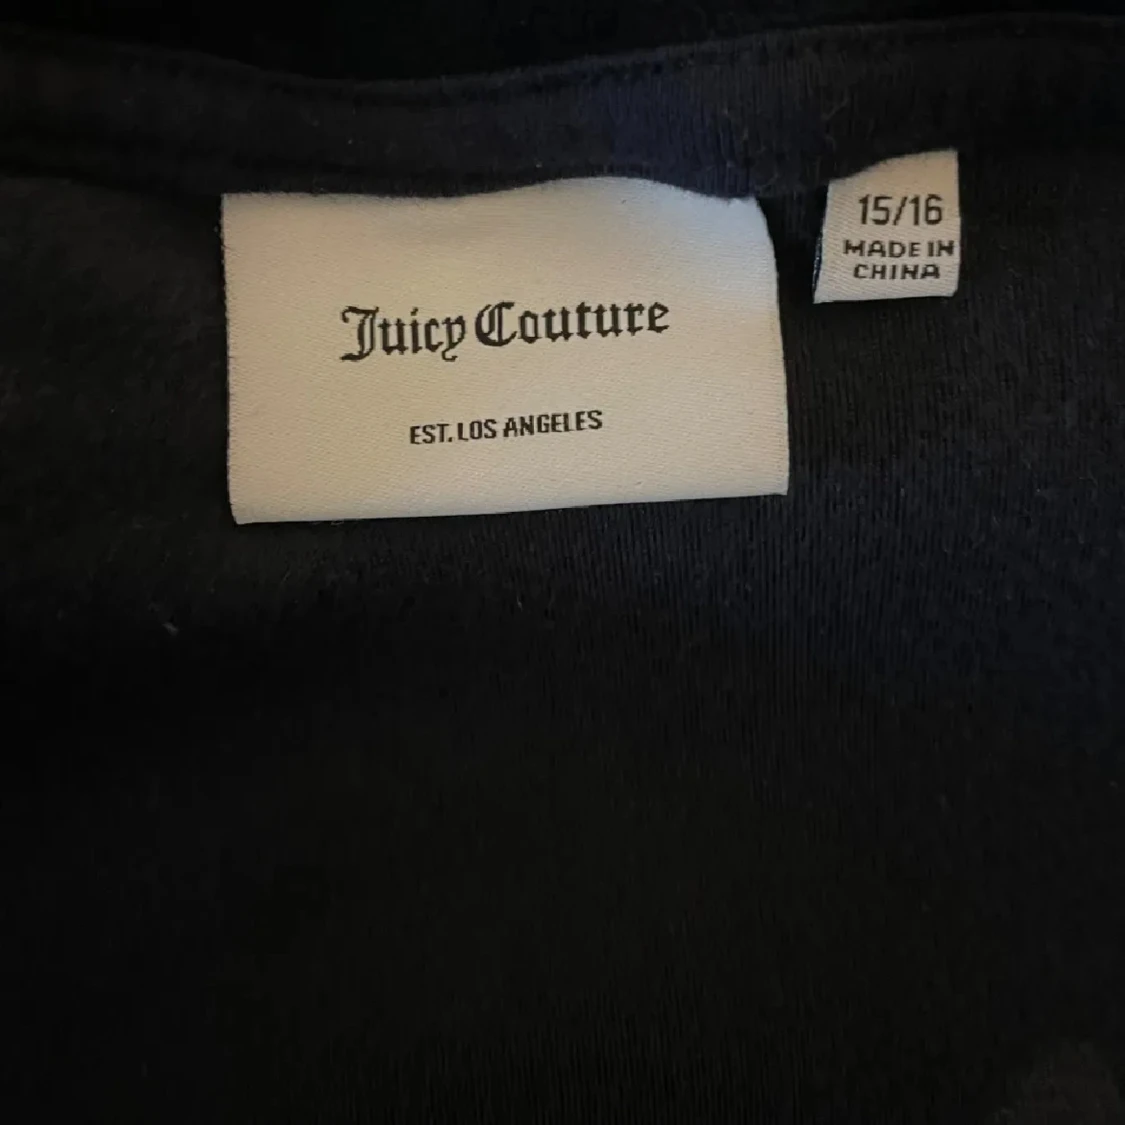 Juicy Couture
EST. LOS ANGELES
15/16
MADE IN
CHINA